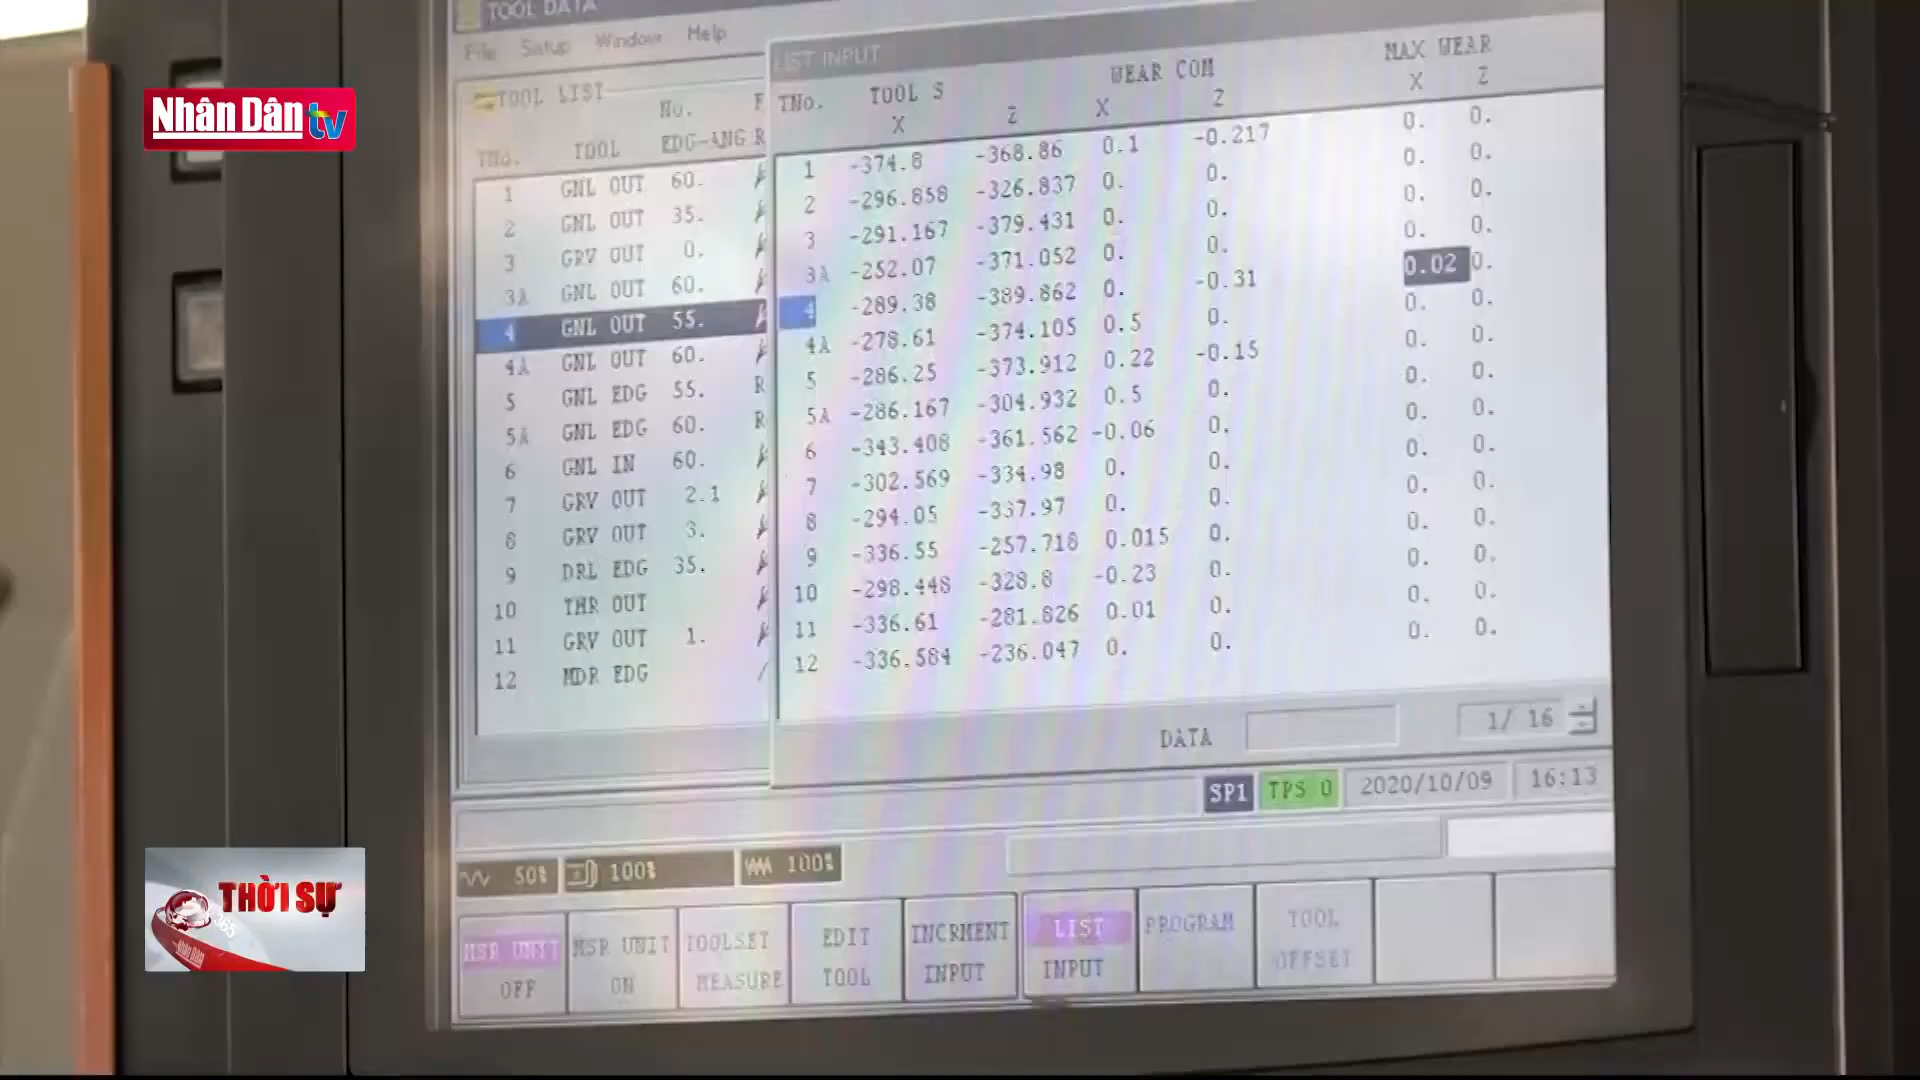 TOOL DATA
File Setup Window Help
Nhân Dân tv
TOOL LIST
No.
TNo. TOOL EDG-ANG R
1 GNL OUT 60.
2 GNL OUT 35.
3 GRV OUT 0.
3A GNL OUT 60.
4 GNL OUT 55.
4A GNL OUT 60.
5 GNL EDG 55. R
5A GNL EDG 60. R
6 GNL IN 60.
7 GRV OUT 2.1
8 GRV OUT 3.
9 DRL EDG 35.
10 THR OUT
11 GRV OUT 1.
12 MDR EDG
LIST INPUT
TNo. TOOL S WEAR COM MAX WEAR
X Z X Z X Z
1 -374.8 -368.86 0.1 -0.217 0. 0.
2 -296.858 -326.837 0. 0. 0. 0.
3 -291.167 -379.431 0. 0. 0. 0.
3A -252.07 -371.052 0. 0. 0. 0.
4 -289.38 -389.862 0. -0.31 0.02 0.
4A -278.61 -374.105 0.5 0. 0. 0.
5 -286.25 -373.912 0.22 -0.15 0. 0.
5A -286.167 -304.932 0.5 0. 0. 0.
6 -343.408 -361.562 -0.06 0. 0. 0.
7 -302.569 -334.98 0. 0. 0. 0.
8 -294.05 -337.97 0. 0. 0. 0.
9 -336.55 -257.718 0.015 0. 0. 0.
10 -298.448 -328.8 -0.23 0. 0. 0.
11 -336.61 -281.826 0.01 0. 0. 0.
12 -336.584 -236.047 0. 0. 0. 0.
DATA 1/ 16
SP1 TPS 0 2020/10/09 16:13
50% 100% 100%
MSR UNIT OFF
MSR UNIT ON
TOOLSET MEASURE
EDIT TOOL
INCRMENT INPUT
LIST INPUT
PROGRAM
TOOL OFFSET
THỜI SỰ
365
Nhân Dân